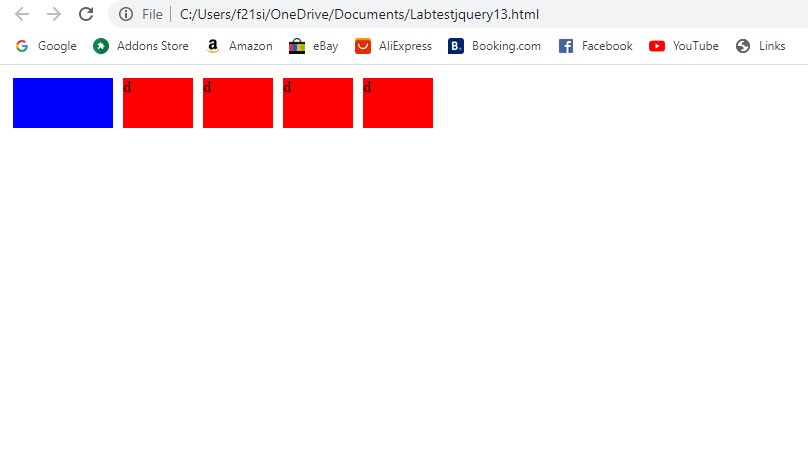 File | C:/Users/f21si/OneDrive/Documents/Labtestjquery13.html
Google Addons Store Amazon eBay AliExpress B. Booking.com Facebook YouTube Links
d d d d